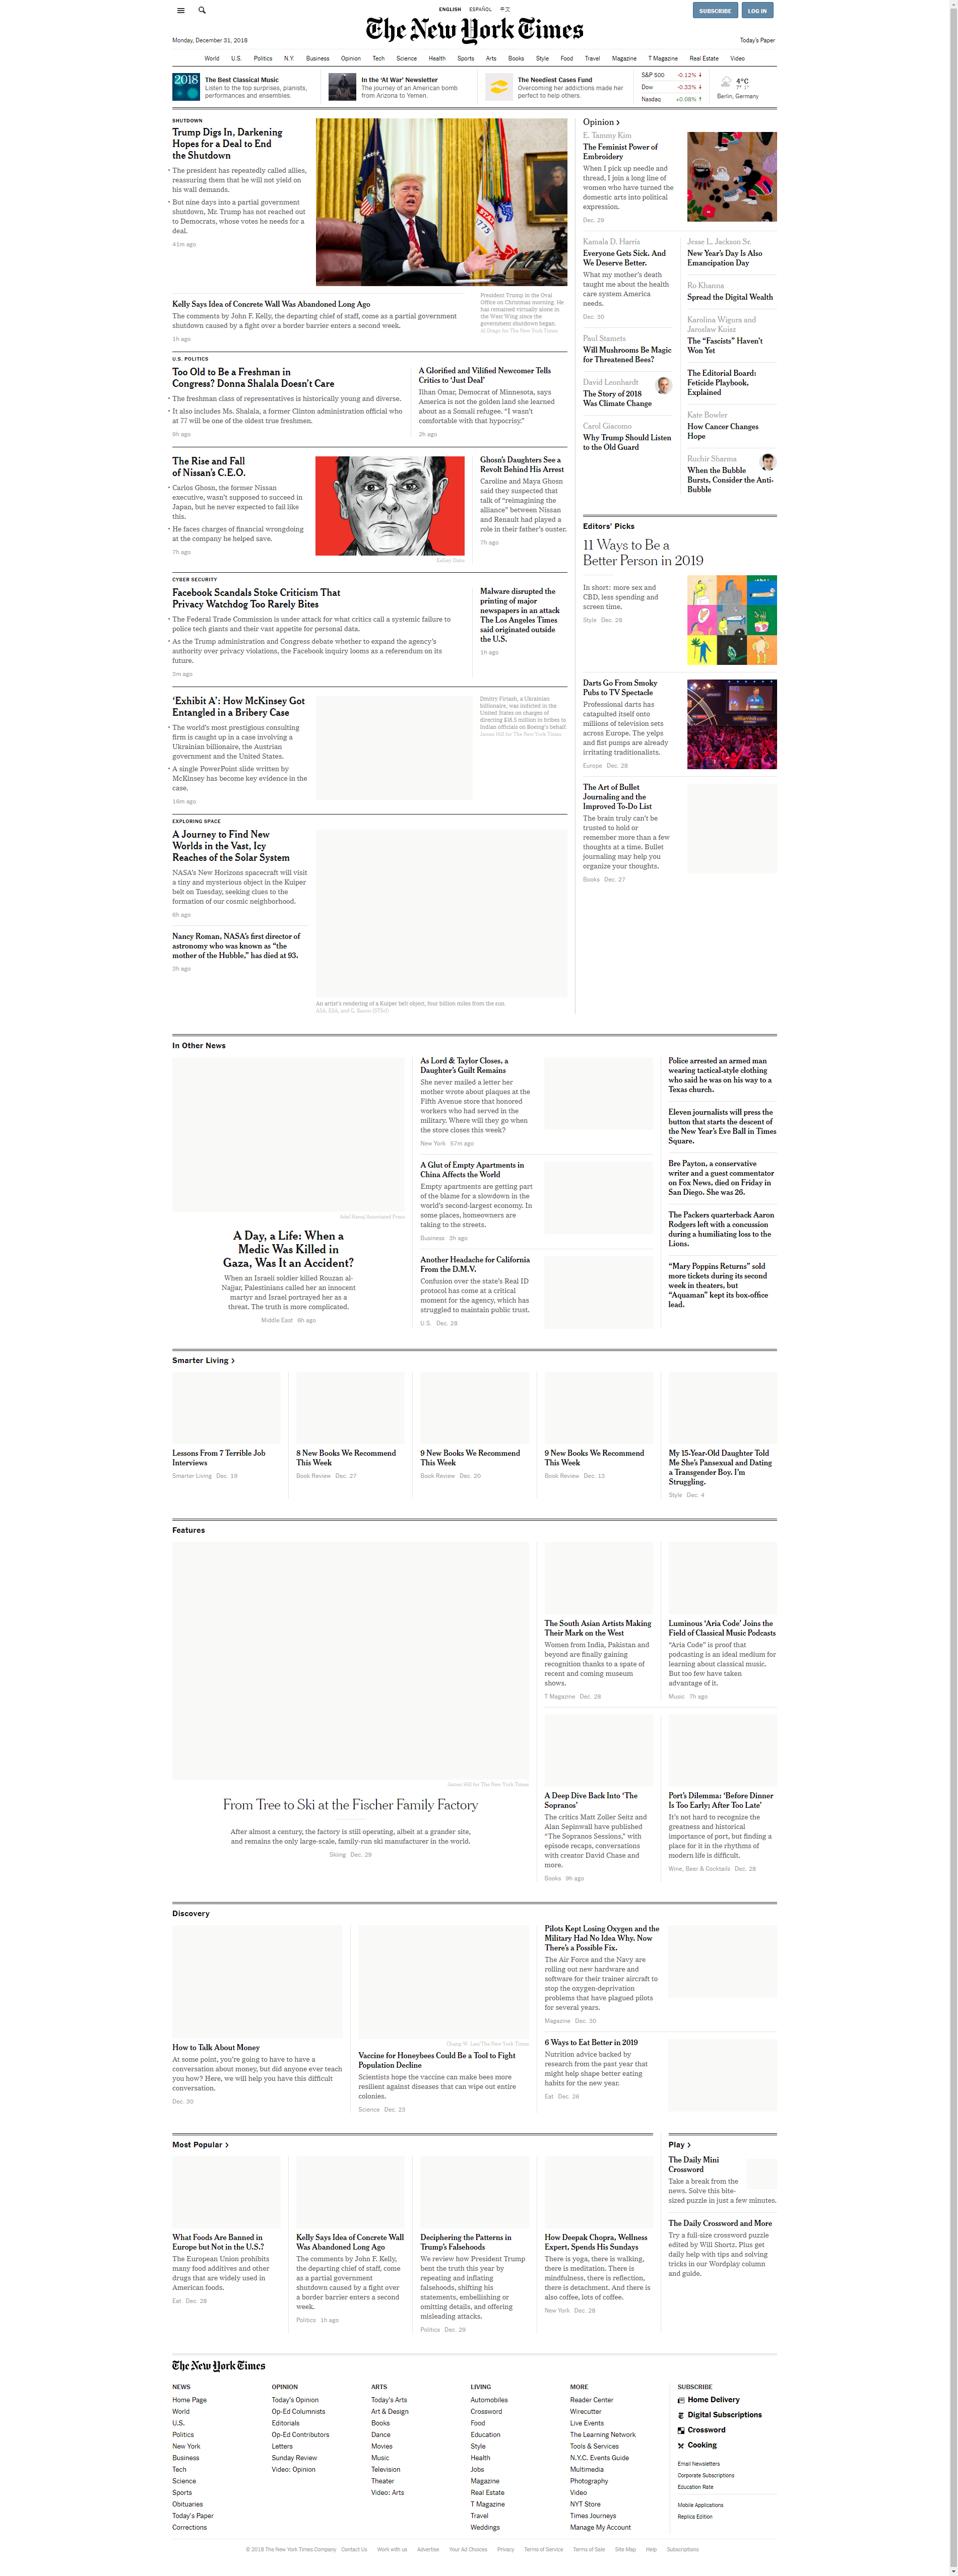 ENGLISH ESPAÑOL 中文
SUBSCRIBE LOG IN
The New York Times
Monday, December 31, 2018
Today's Paper
World U.S. Politics N.Y. Business Opinion Tech Science Health Sports Arts Books Style Food Travel Magazine T Magazine Real Estate Video
2018
The Best Classical Music
Listen to the top surprises, pianists,
performances and ensembles.
In the ‘At War’ Newsletter
The journey of an American bomb
from Arizona to Yemen.
The Neediest Cases Fund
Overcoming her addictions made her
perfect to help others.
S&P 500 -0.12% ↓
Dow -0.33% ↓
Nasdaq +0.08% ↑
4°C
Berlin, Germany
SHUTDOWN
Trump Digs In, Darkening
Hopes for a Deal to End
the Shutdown
• The president has repeatedly called allies,
reassuring them that he will not yield on
his wall demands.
• But nine days into a partial government
shutdown, Mr. Trump has not reached out
to Democrats, whose votes he needs for a
deal.
41m ago
Kelly Says Idea of Concrete Wall Was Abandoned Long Ago
The comments by John F. Kelly, the departing chief of staff, come as a partial government
shutdown caused by a fight over a border barrier enters a second week.
1h ago
President Trump in the Oval
Office on Christmas morning. He
has remained virtually alone in
the West Wing since the
government shutdown began.
Al Drago for The New York Times
U.S. POLITICS
Too Old to Be a Freshman in
Congress? Donna Shalala Doesn’t Care
• The freshman class of representatives is historically young and diverse.
• It also includes Ms. Shalala, a former Clinton administration official who
at 77 will be one of the oldest true freshmen.
9h ago
A Glorified and Vilified Newcomer Tells
Critics to ‘Just Deal’
Ilhan Omar, Democrat of Minnesota, says
America is not the golden land she learned
about as a Somali refugee. “I wasn’t
comfortable with that hypocrisy.”
2h ago
The Rise and Fall
of Nissan’s C.E.O.
• Carlos Ghosn, the former Nissan
executive, wasn’t supposed to succeed in
Japan, but he never expected to fail like
this.
• He faces charges of financial wrongdoing
at the company he helped save.
7h ago
Ghosn’s Daughters See a
Revolt Behind His Arrest
Caroline and Maya Ghosn
said they suspected that
talk of “reimagining the
alliance” between Nissan
and Renault had played a
role in their father’s ouster.
7h ago
CYBER SECURITY
Facebook Scandals Stoke Criticism That
Privacy Watchdog Too Rarely Bites
• The Federal Trade Commission is under attack for what critics call a systemic failure to
police tech giants and their vast appetite for personal data.
• As the Trump administration and Congress debate whether to expand the agency’s
authority over privacy violations, the Facebook inquiry looms as a referendum on its
future.
3m ago
Malware disrupted the
printing of major
newspapers in an attack
The Los Angeles Times
said originated outside
the U.S.
1h ago
‘Exhibit A’: How McKinsey Got
Entangled in a Bribery Case
• The world’s most prestigious consulting
firm is caught up in a case involving a
Ukrainian billionaire, the Austrian
government and the United States.
• A single PowerPoint slide written by
McKinsey has become key evidence in the
case.
16m ago
Dmitry Firtash, a Ukrainian
billionaire, was indicted in the
United States on charges of
directing $18.5 million in bribes to
Indian officials on Boeing’s behalf.
James Hill for The New York Times
EXPLORING SPACE
A Journey to Find New
Worlds in the Vast, Icy
Reaches of the Solar System
NASA’s New Horizons spacecraft will visit
a tiny and mysterious object in the Kuiper
belt on Tuesday, seeking clues to the
formation of our cosmic neighborhood.
6h ago
Nancy Roman, NASA’s first director of
astronomy who was known as “the
mother of the Hubble,” has died at 93.
3h ago
An artist’s rendering of a Kuiper belt object, four billion miles from the sun.
Opinion ›
E. Tammy Kim
The Feminist Power of
Embroidery
When I pick up needle and
thread, I join a long line of
women who have turned the
domestic arts into political
expression.
Dec. 29
Kamala D. Harris
Everyone Gets Sick. And
We Deserve Better.
What my mother’s death
taught me about the health
care system America
needs.
Dec. 30
Paul Stamets
Will Mushrooms Be Magic
for Threatened Bees?
David Leonhardt
The Story of 2018
Was Climate Change
Carol Giacomo
Why Trump Should Listen
to the Old Guard
Jesse L. Jackson Sr.
New Year’s Day Is Also
Emancipation Day
Ro Khanna
Spread the Digital Wealth
Karolina Wigura and
Jaroslaw Kuisz
The “Fascists” Haven’t
Won Yet
The Editorial Board:
Feticide Playbook,
Explained
Kate Bowler
How Cancer Changes
Hope
Ruchir Sharma
When the Bubble
Bursts, Consider the Anti-
Bubble
Editors’ Picks
11 Ways to Be a
Better Person in 2019
In short: more sex and
CBD, less spending and
screen time.
Style Dec. 28
Darts Go From Smoky
Pubs to TV Spectacle
Professional darts has
catapulted itself onto
millions of television sets
across Europe. The yelps
and fist pumps are already
irritating traditionalists.
Europe Dec. 28
The Art of Bullet
Journaling and the
Improved To-Do List
The brain truly can’t be
trusted to hold or
remember more than a few
thoughts at a time. Bullet
journaling may help you
organize your thoughts.
Books Dec. 27
In Other News
A Day, a Life: When a
Medic Was Killed in
Gaza, Was It an Accident?
When an Israeli soldier killed Rouzan al-
Najjar, Palestinians called her an innocent
martyr and Israel portrayed her as a
threat. The truth is more complicated.
Middle East 6h ago
As Lord & Taylor Closes, a
Daughter’s Guilt Remains
She never mailed a letter her
mother wrote about plaques at the
Fifth Avenue store that honored
workers who had served in the
military. Where will they go when
the store closes this week?
New York 57m ago
A Glut of Empty Apartments in
China Affects the World
Empty apartments are getting part
of the blame for a slowdown in the
world’s second-largest economy. In
some places, homeowners are
taking to the streets.
Business 3h ago
Another Headache for California
From the D.M.V.
Confusion over the state’s Real ID
protocol has come at a critical
moment for the agency, which has
struggled to maintain public trust.
U.S. Dec. 28
Police arrested an armed man
wearing tactical-style clothing
who said he was on his way to a
Texas church.
Eleven journalists will press the
button that starts the descent of
the New Year’s Eve Ball in Times
Square.
Bre Payton, a conservative
writer and a guest commentator
on Fox News, died on Friday in
San Diego. She was 26.
The Packers quarterback Aaron
Rodgers left with a concussion
during a humiliating loss to the
Lions.
“Mary Poppins Returns” sold
more tickets during its second
week in theaters, but
“Aquaman” kept its box-office
lead.
Smarter Living ›
Lessons From 7 Terrible Job
Interviews
Smarter Living Dec. 19
8 New Books We Recommend
This Week
Book Review Dec. 27
9 New Books We Recommend
This Week
Book Review Dec. 20
9 New Books We Recommend
This Week
Book Review Dec. 13
My 15-Year-Old Daughter Told
Me She’s Pansexual and Dating
a Transgender Boy. I’m
Struggling.
Style Dec. 4
Features
James Hill for The New York Times
From Tree to Ski at the Fischer Family Factory
After almost a century, the factory is still operating, albeit at a grander site,
and remains the only large-scale, family-run ski manufacturer in the world.
Skiing Dec. 29
The South Asian Artists Making
Their Mark on the West
Women from India, Pakistan and
beyond are finally gaining
recognition thanks to a spate of
recent and coming museum
shows.
T Magazine Dec. 28
Luminous ‘Aria Code’ Joins the
Field of Classical Music Podcasts
“Aria Code” is proof that
podcasting is an ideal medium for
learning about classical music.
But too few have taken
advantage of it.
Music 7h ago
A Deep Dive Back Into ‘The
Sopranos’
The critics Matt Zoller Seitz and
Alan Sepinwall have published
“The Sopranos Sessions,” with
episode recaps, conversations
with creator David Chase and
more.
Books 9h ago
Port’s Dilemma: ‘Before Dinner
Is Too Early; After Too Late’
It’s not hard to recognize the
greatness and historical
importance of port, but finding a
place for it in the rhythms of
modern life is difficult.
Wine, Beer & Cocktails Dec. 28
Discovery
How to Talk About Money
At some point, you’re going to have to have a
conversation about money, but did anyone ever teach
you how? Here, we will help you have this difficult
conversation.
Dec. 30
Vaccine for Honeybees Could Be a Tool to Fight
Population Decline
Scientists hope the vaccine can make bees more
resilient against diseases that can wipe out entire
colonies.
Science Dec. 23
Pilots Kept Losing Oxygen and the
Military Had No Idea Why. Now
There’s a Possible Fix.
The Air Force and the Navy are
rolling out new hardware and
software for their trainer aircraft to
stop the oxygen-deprivation
problems that have plagued pilots
for several years.
Magazine Dec. 30
6 Ways to Eat Better in 2019
Nutrition advice backed by
research from the past year that
might help shape better eating
habits for the new year.
Eat Dec. 26
Most Popular ›
What Foods Are Banned in
Europe but Not in the U.S.?
The European Union prohibits
many food additives and other
drugs that are widely used in
American foods.
Eat Dec. 28
Kelly Says Idea of Concrete Wall
Was Abandoned Long Ago
The comments by John F. Kelly,
the departing chief of staff, come
as a partial government
shutdown caused by a fight over
a border barrier enters a second
week.
Politics 1h ago
Deciphering the Patterns in
Trump’s Falsehoods
We review how President Trump
bent the truth this year by
repeating and inflating
falsehoods, shifting his
statements, embellishing or
omitting details, and offering
misleading attacks.
Politics Dec. 29
How Deepak Chopra, Wellness
Expert, Spends His Sundays
There is yoga, there is walking,
there is meditation. There is
mindfulness, there is reflection,
there is detachment. And there is
also coffee, lots of coffee.
New York Dec. 28
Play ›
The Daily Mini
Crossword
Take a break from the
news. Solve this bite-
sized puzzle in just a few minutes.
The Daily Crossword and More
Try a full-size crossword puzzle
edited by Will Shortz. Plus get
daily help with tips and solving
tricks in our Wordplay column
and guide.
The New York Times
NEWS
Home Page
World
U.S.
Politics
New York
Business
Tech
Science
Sports
Obituaries
Today's Paper
Corrections
OPINION
Today's Opinion
Op-Ed Columnists
Editorials
Op-Ed Contributors
Letters
Sunday Review
Video: Opinion
ARTS
Today's Arts
Art & Design
Books
Dance
Movies
Music
Television
Theater
Video: Arts
LIVING
Automobiles
Crossword
Food
Education
Style
Health
Jobs
Magazine
Real Estate
T Magazine
Travel
Weddings
MORE
Reader Center
Wirecutter
Live Events
The Learning Network
Tools & Services
N.Y.C. Events Guide
Multimedia
Photography
Video
NYT Store
Times Journeys
Manage My Account
SUBSCRIBE
Home Delivery
Digital Subscriptions
Crossword
Cooking
Email Newsletters
Corporate Subscriptions
Education Rate
Mobile Applications
Replica Edition
© 2018 The New York Times Company Contact Us Work with us Advertise Your Ad Choices Privacy Terms of Service Terms of Sale Site Map Help Subscriptions